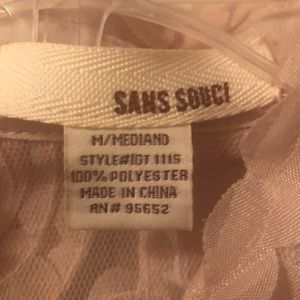 SANS SOUCI
M/MEDIANO
STYLE#IGT 1115
100% POLYESTER
MADE IN CHINA
RN# 95652